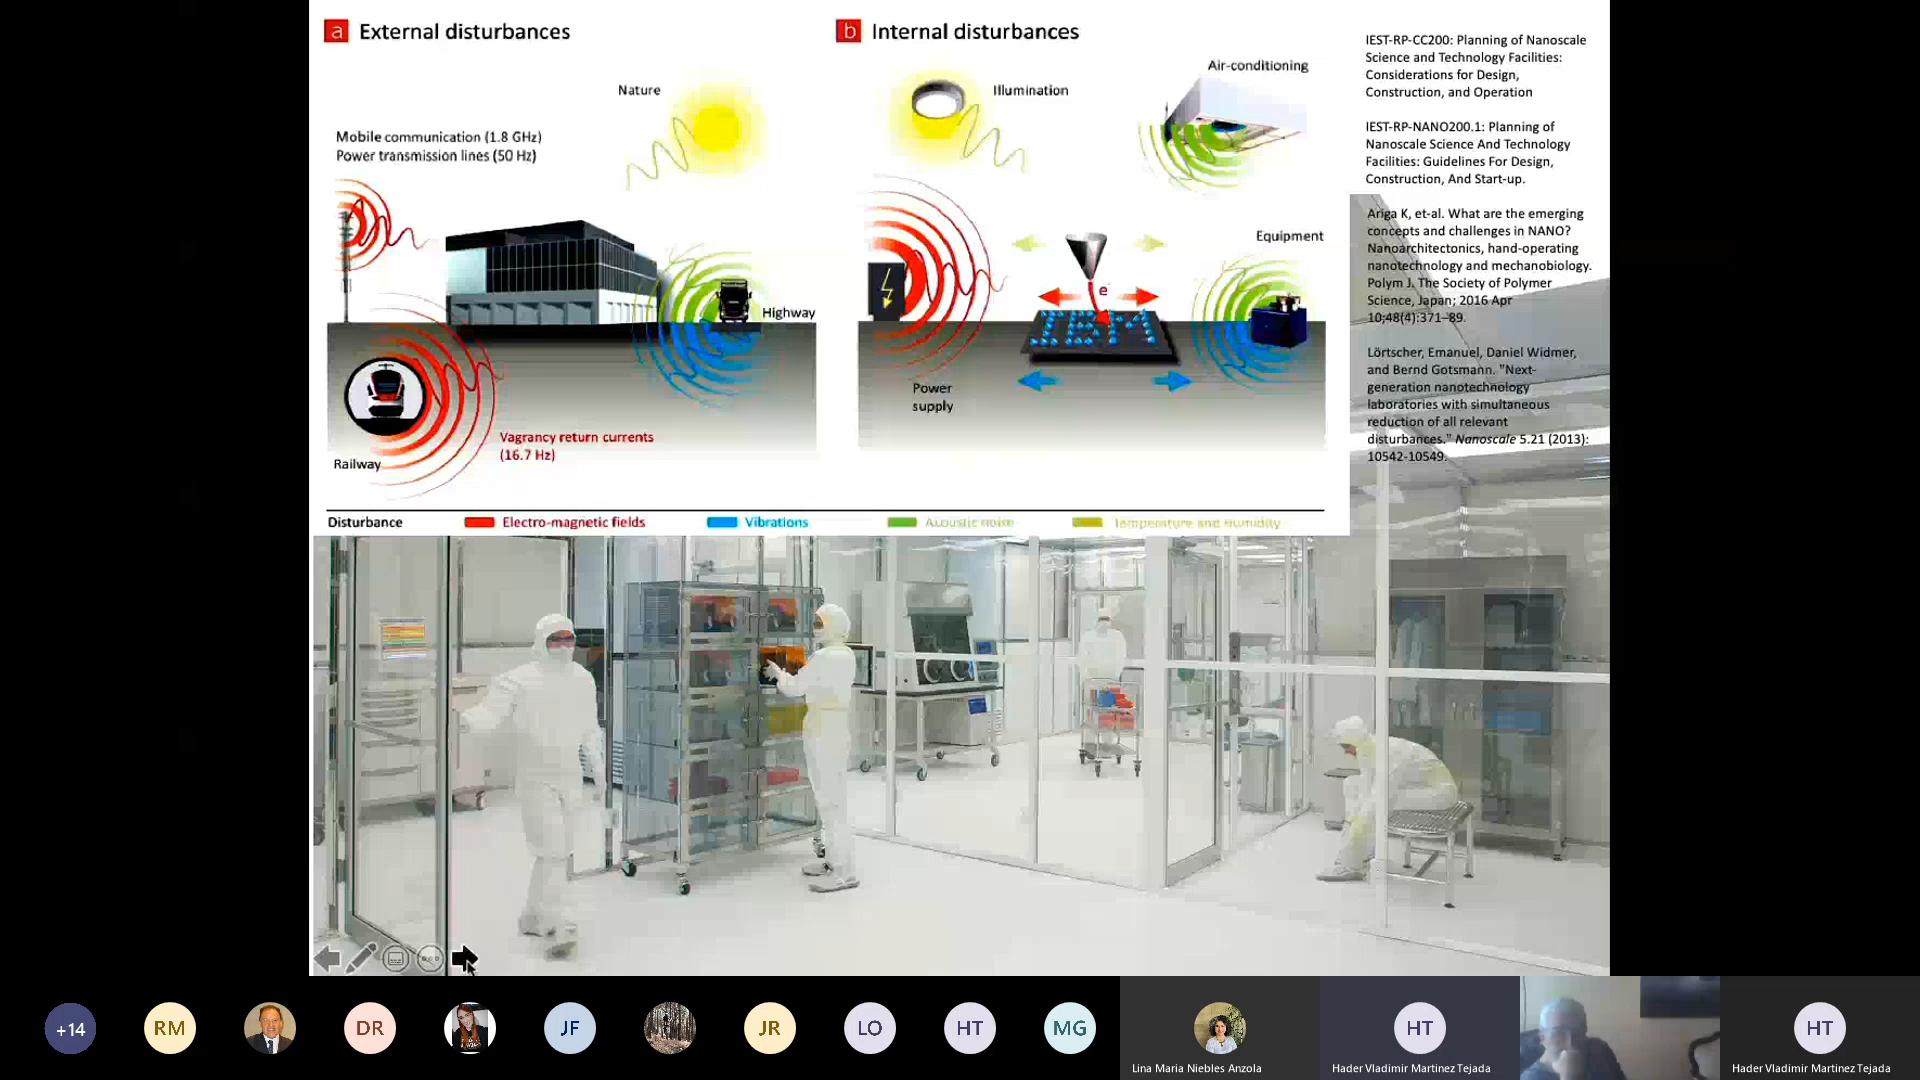 a External disturbances
Nature
Mobile communication (1.8 GHz)
Power transmission lines (50 Hz)
Highway
Vagrancy return currents
(16.7 Hz)
Railway
b Internal disturbances
Air-conditioning
Illumination
Equipment
e
IBM
Power
supply
Disturbance Electro-magnetic fields Vibrations Acoustic noise Temperature and Humidity
IEST-RP-CC200: Planning of Nanoscale
Science and Technology Facilities:
Considerations for Design,
Construction, and Operation
IEST-RP-NANO200.1: Planning of
Nanoscale Science And Technology
Facilities: Guidelines For Design,
Construction, And Start-up.
Ariga K, et-al. What are the emerging
concepts and challenges in NANO?
Nanoarchitectonics, hand-operating
nanotechnology and mechanobiology.
Polym J. The Society of Polymer
Science, Japan; 2016 Apr
10;48(4):371–89.
Lörtscher, Emanuel, Daniel Widmer,
and Bernd Gotsmann. "Next-
generation nanotechnology
laboratories with simultaneous
reduction of all relevant
disturbances." Nanoscale 5.21 (2013):
10542-10549.
+14 RM DR JF JR LO HT MG HT HT
Lina Maria Niebles Anzola Hader Vladimir Martinez Tejada Hader Vladimir Martinez Tejada